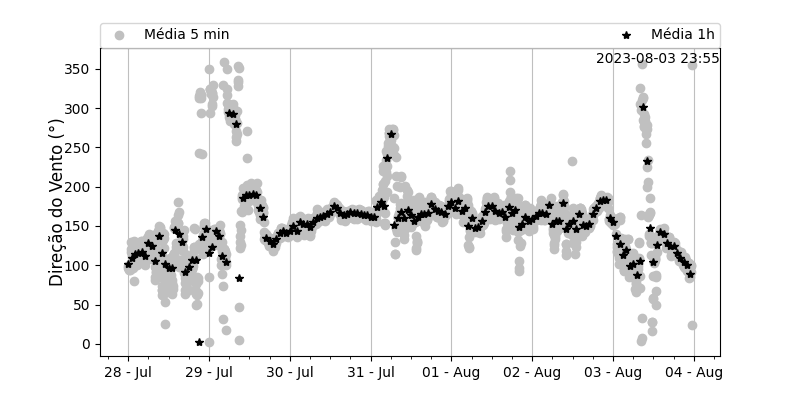 Média 5 min
Média 1h
2023-08-03 23:55
Direção do Vento (°)
350
300
250
200
150
100
50
0
28 - Jul
29 - Jul
30 - Jul
31 - Jul
01 - Aug
02 - Aug
03 - Aug
04 - Aug